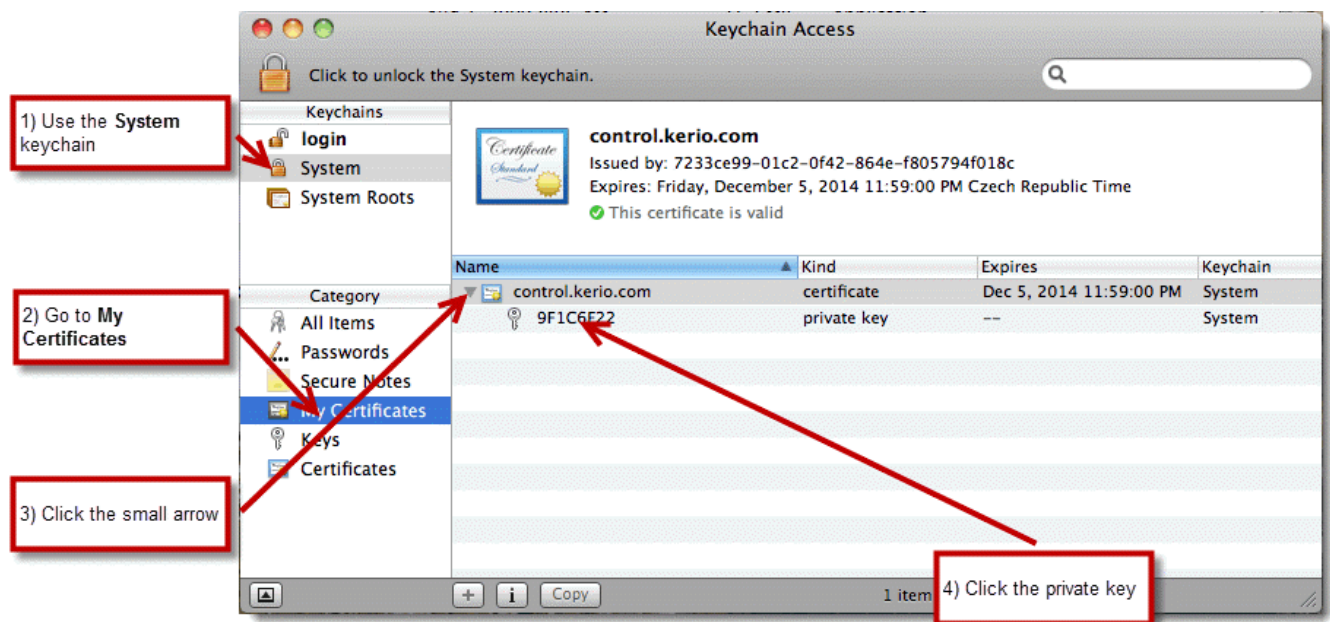 Keychain Access
Click to unlock the System keychain.
1) Use the System
keychain
Keychains
login
System
System Roots
Certificate
Standard
control.kerio.com
Issued by: 7233ce99-01c2-0f42-864e-f805794f018c
Expires: Friday, December 5, 2014 11:59:00 PM Czech Republic Time
This certificate is valid
Name Kind Expires Keychain
control.kerio.com certificate Dec 5, 2014 11:59:00 PM System
9F1C6F22 private key -- System
2) Go to My
Certificates
Category
All Items
Passwords
Secure Notes
My Certificates
Keys
Certificates
3) Click the small arrow
4) Click the private key
+ i Copy
1 item